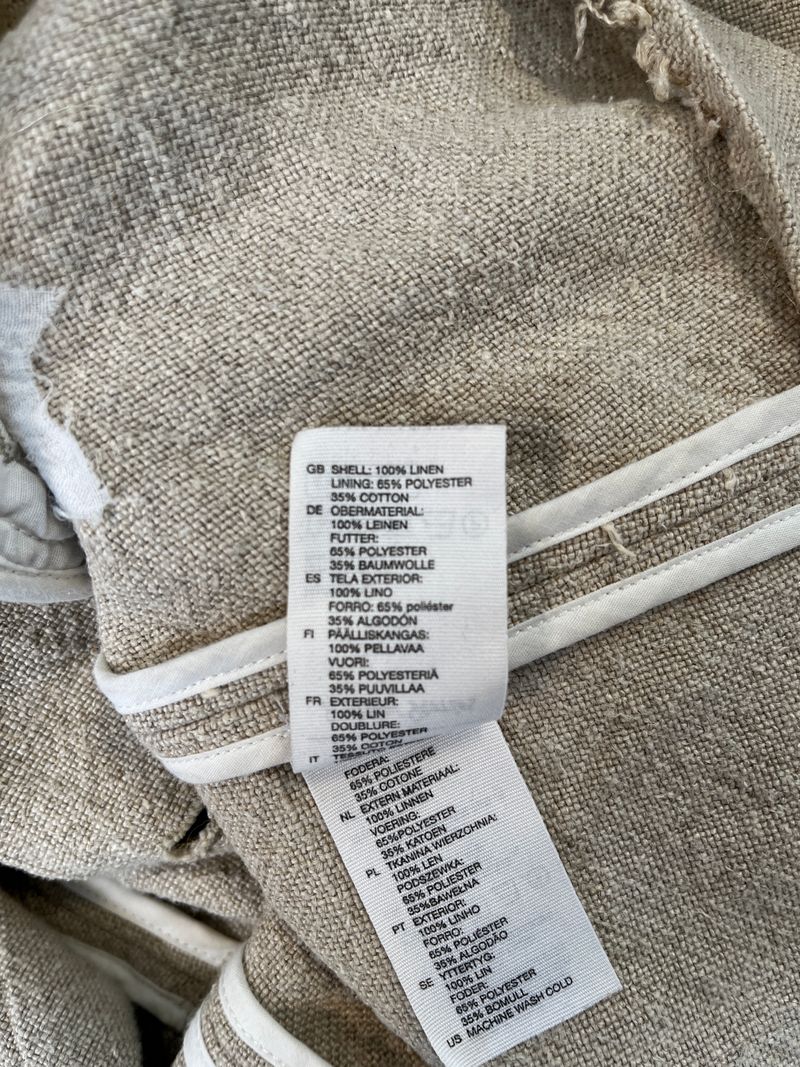 GB SHELL: 100% LINEN
LINING: 65% POLYESTER
35% COTTON
DE OBERMATERIAL:
100% LEINEN
FUTTER:
65% POLYESTER
35% BAUMWOLLE
ES TELA EXTERIOR:
100% LINO
FORRO: 65% poliéster
35% ALGODÓN
FI PÄÄLLISKANGAS:
100% PELLAVAA
VUORI:
65% POLYESTERIÄ
35% PUUVILLAA
FR EXTERIEUR:
100% LIN
DOUBLURE:
65% POLYESTER
35% COTON
IT TESSUTO
FODERA:
65% POLIESTERE
35% COTONE
NL EXTERN MATERIAAL:
100% LINNEN
VOERING:
65%POLYESTER
35% KATOEN
PL TKANINA WIERZCHNIA:
100% LEN
PODSZEWKA:
65% POLIESTER
35%BAWEŁNA
PT EXTERIOR:
100% LINHO
FORRO:
65% POLIÉSTER
35% ALGODÃO
SE YTTERTYG:
100% LIN
FODER:
65% POLYESTER
35% BOMULL
US MACHINE WASH COLD